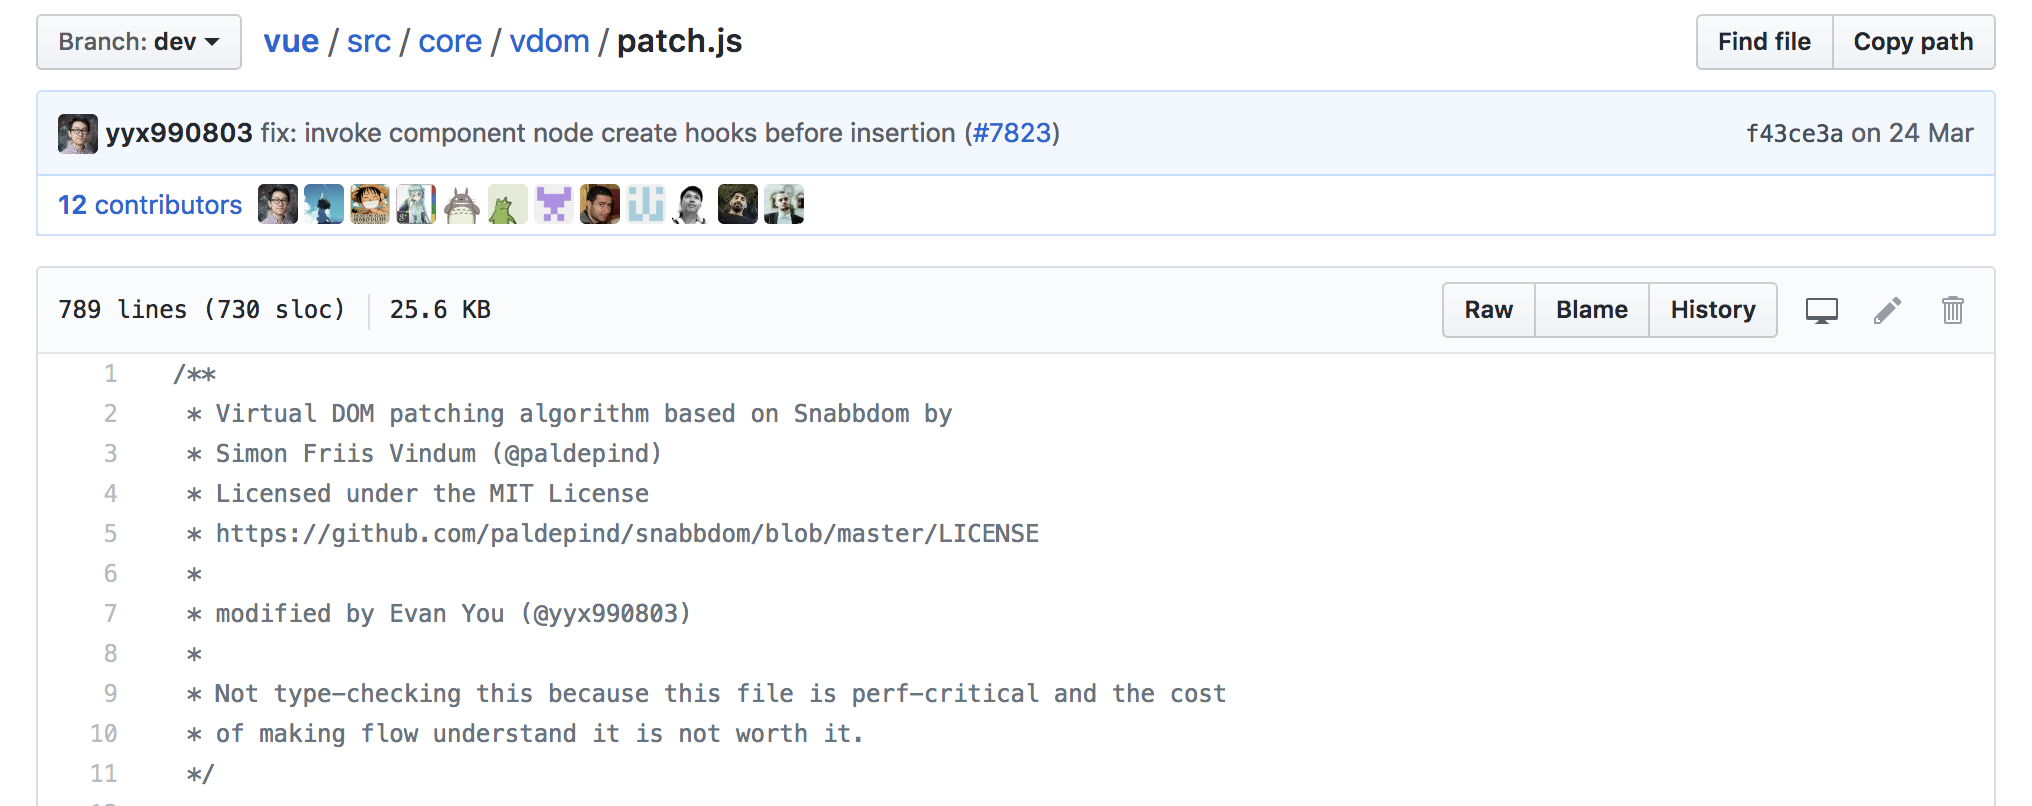 Branch: dev vue / src / core / vdom / patch.js Find file Copy path
yyx990803 fix: invoke component node create hooks before insertion (#7823) f43ce3a on 24 Mar
12 contributors
789 lines (730 sloc) 25.6 KB Raw Blame History
1 /**
2 * Virtual DOM patching algorithm based on Snabbdom by
3 * Simon Friis Vindum (@paldepind)
4 * Licensed under the MIT License
5 * https://github.com/paldepind/snabbdom/blob/master/LICENSE
6 *
7 * modified by Evan You (@yyx990803)
8 *
9 * Not type-checking this because this file is perf-critical and the cost
10 * of making flow understand it is not worth it.
11 */